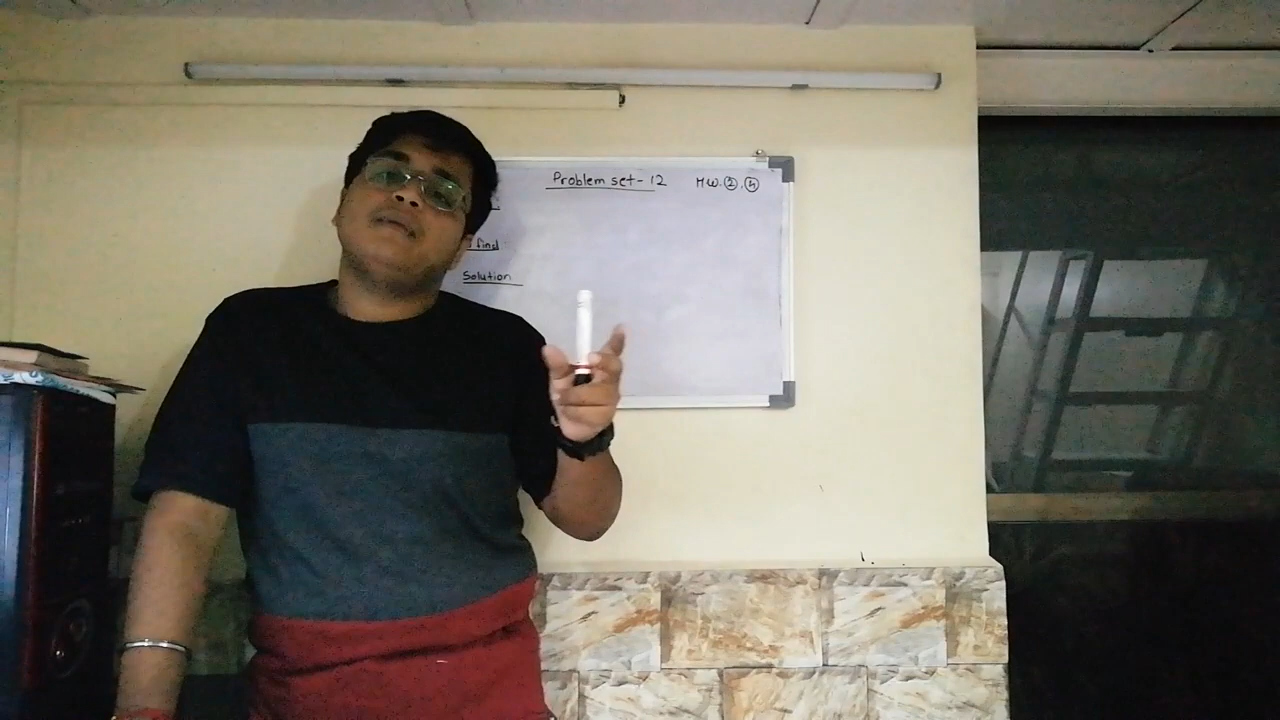 Problem set-12 H.W. ②, ④
find
Solution